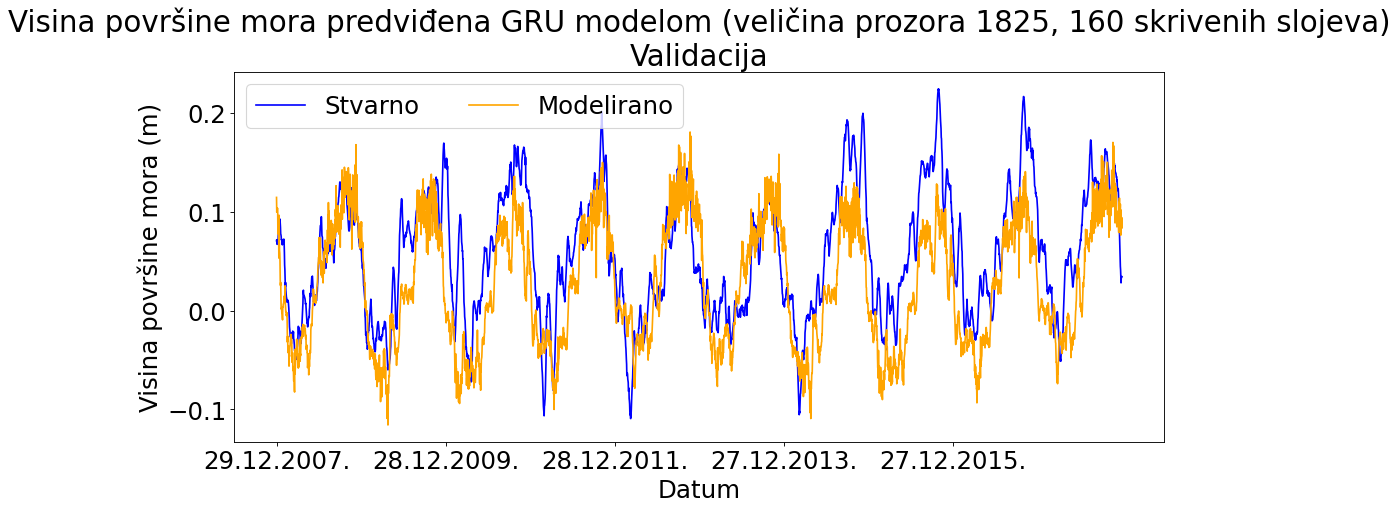 Visina površine mora predviđena GRU modelom (veličina prozora 1825, 160 skrivenih slojeva)
Validacija
Stvarno Modelirano
Visina površine mora (m)
0.2
0.1
0.0
−0.1
29.12.2007. 28.12.2009. 28.12.2011. 27.12.2013. 27.12.2015.
Datum